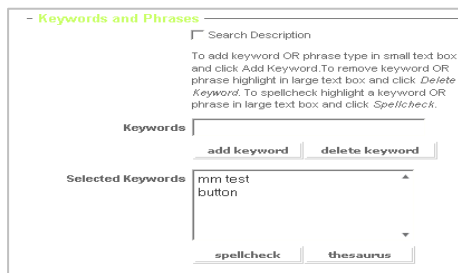 - Keywords and Phrases
Search Description
To add keyword OR phrase type in small text box
and click Add Keyword.To remove keyword OR
phrase highlight in large text box and click Delete
Keyword. To spellcheck highlight a keyword OR
phrase in large text box and click Spellcheck.
Keywords
add keyword delete keyword
Selected Keywords mm test
button
spellcheck thesaurus